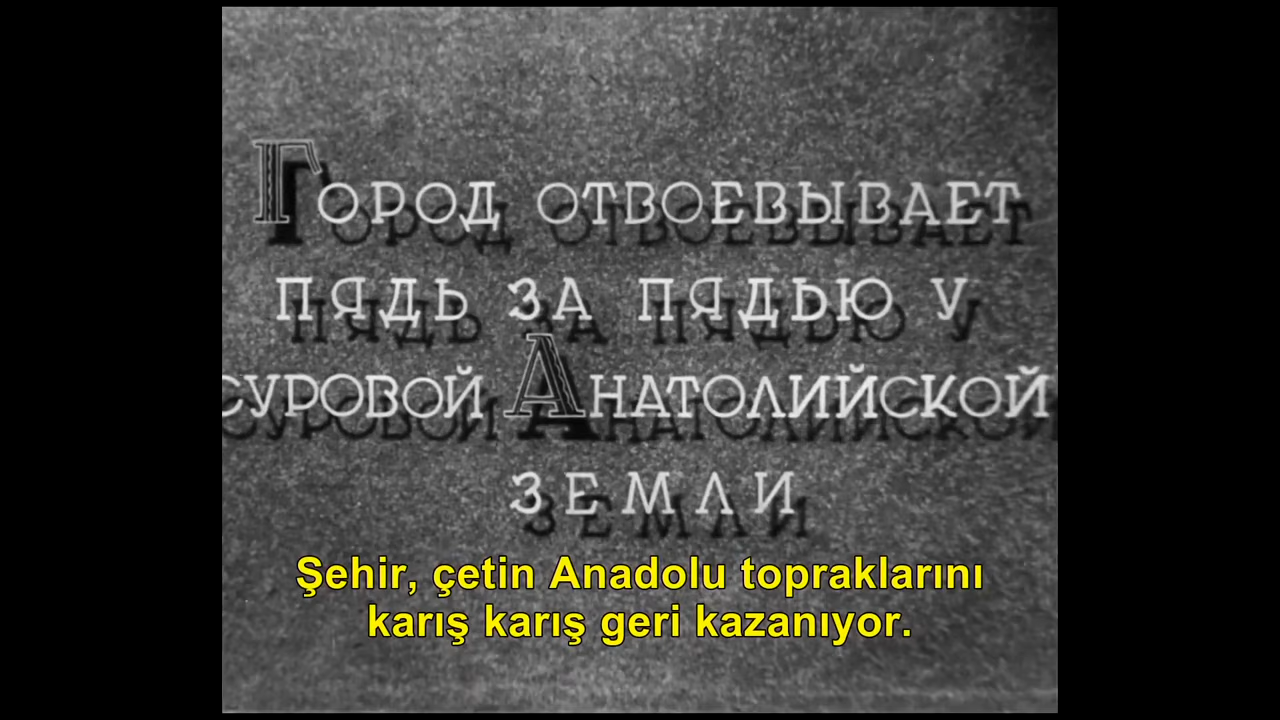 Город отвоевывает
пядь за пядью у
суровой Анатолийской
земли
Şehir, çetin Anadolu topraklarını
karış karış geri kazanıyor.